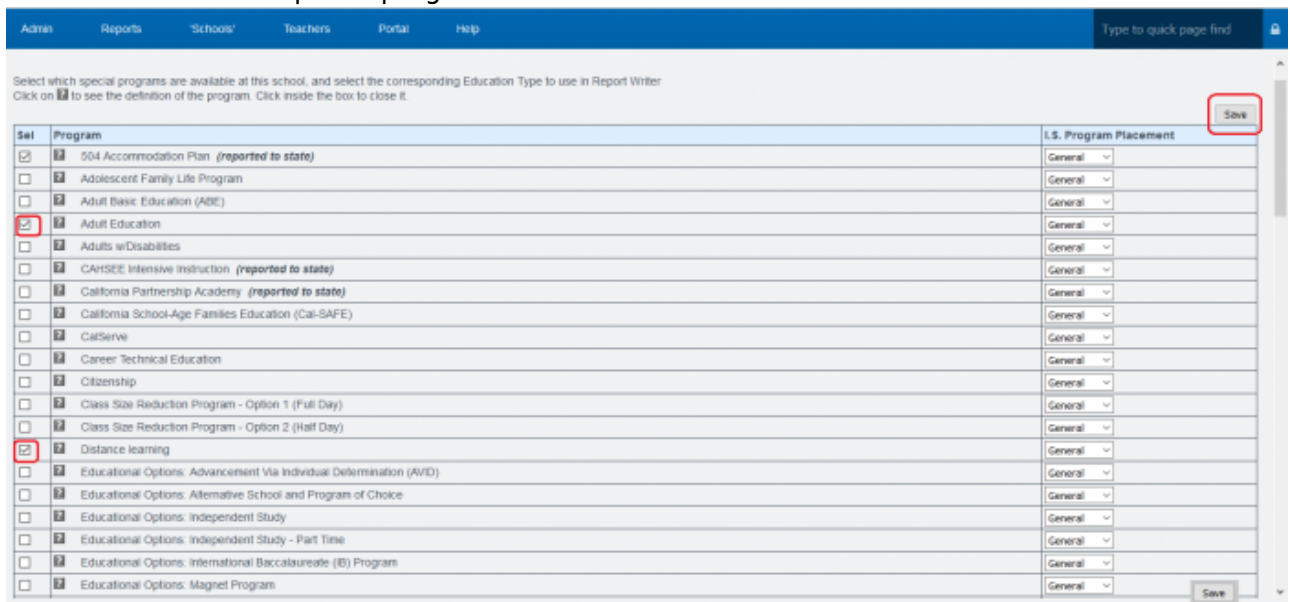 Admin Reports 'Schools' Teachers Portal Help Type to quick page find
Select which special programs are available at this school, and select the corresponding Education Type to use in Report Writer
Click on ? to see the definition of the program. Click inside the box to close it.
Save
Sel Program I.S. Program Placement
? 504 Accommodation Plan (reported to state) General
? Adolescent Family Life Program General
? Adult Basic Education (ABE) General
? Adult Education General
? Adults w/Disabilities General
? CAHSEE Intensive Instruction (reported to state) General
? California Partnership Academy (reported to state) General
? California School-Age Families Education (Cal-SAFE) General
? CalServe General
? Career Technical Education General
? Citizenship General
? Class Size Reduction Program - Option 1 (Full Day) General
? Class Size Reduction Program - Option 2 (Half Day) General
? Distance learning General
? Educational Options: Advancement Via Individual Determination (AVID) General
? Educational Options: Alternative School and Program of Choice General
? Educational Options: Independent Study General
? Educational Options: Independent Study - Part Time General
? Educational Options: International Baccalaureate (IB) Program General
? Educational Options: Magnet Program General
Save